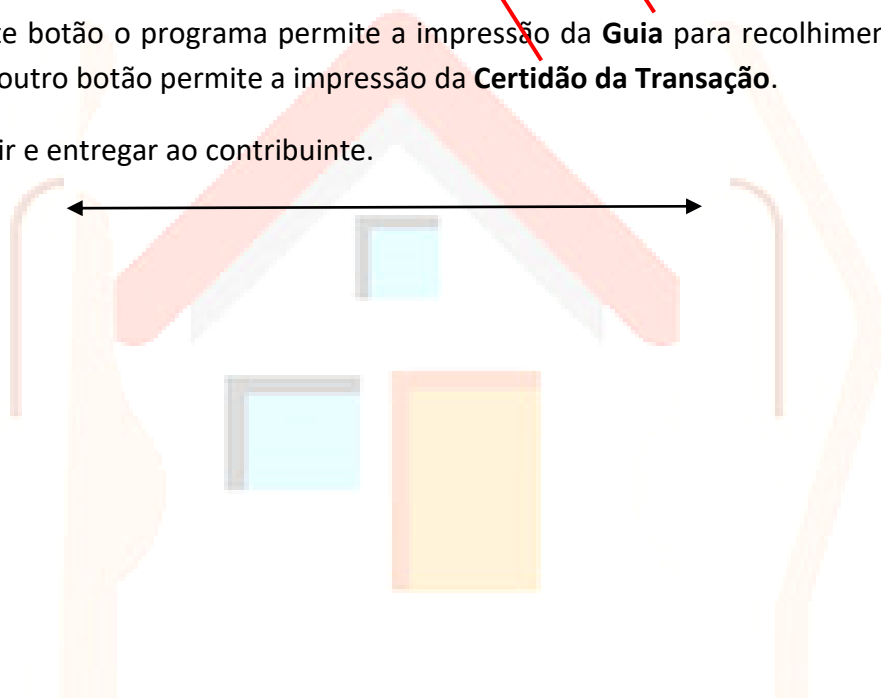 te botão o programa permite a impressão da Guia para recolhimen
outro botão permite a impressão da Certidão da Transação.
ir e entregar ao contribuinte.